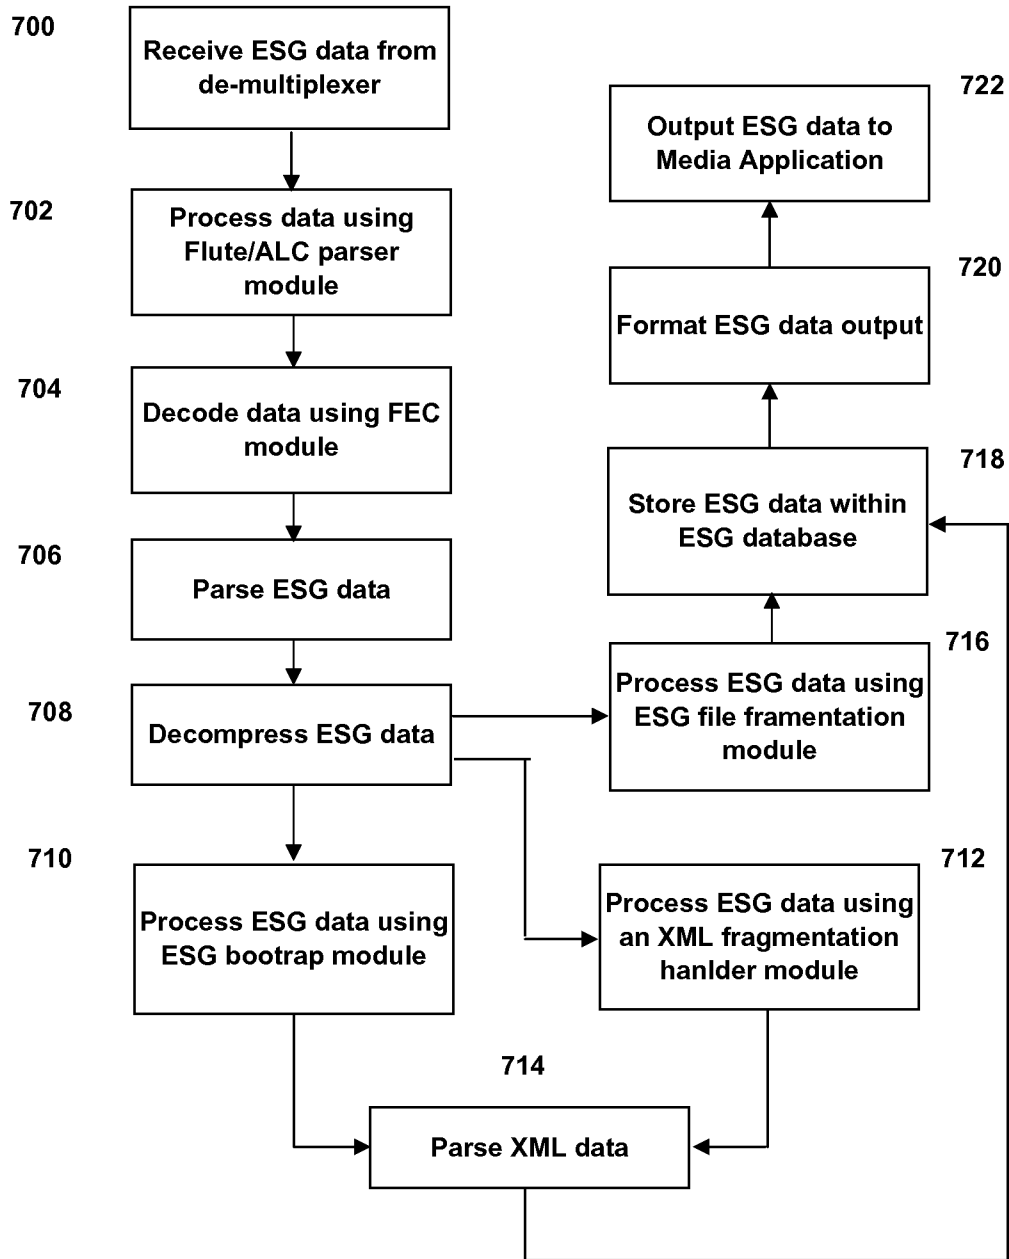 700
Receive ESG data from
de-multiplexer
702
Process data using
Flute/ALC parser
module
704
Decode data using FEC
module
706
Parse ESG data
708
Decompress ESG data
710
Process ESG data using
ESG bootrap module
712
Process ESG data using
an XML fragmentation
hanlder module
714
Parse XML data
716
Process ESG data using
ESG file framentation
module
718
Store ESG data within
ESG database
720
Format ESG data output
722
Output ESG data to
Media Application